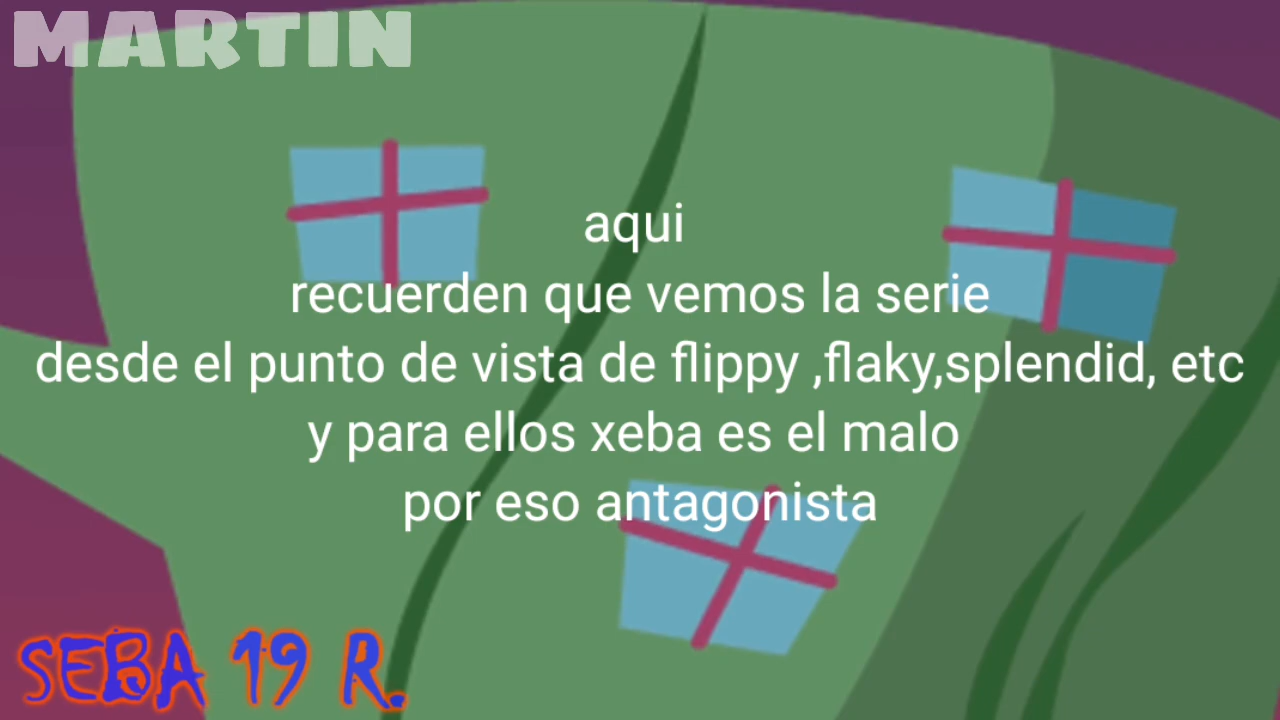 MARTIN
aqui
recuerden que vemos la serie
desde el punto de vista de flippy ,flaky,splendid, etc
y para ellos xeba es el malo
por eso antagonista
SEBA 19 R.